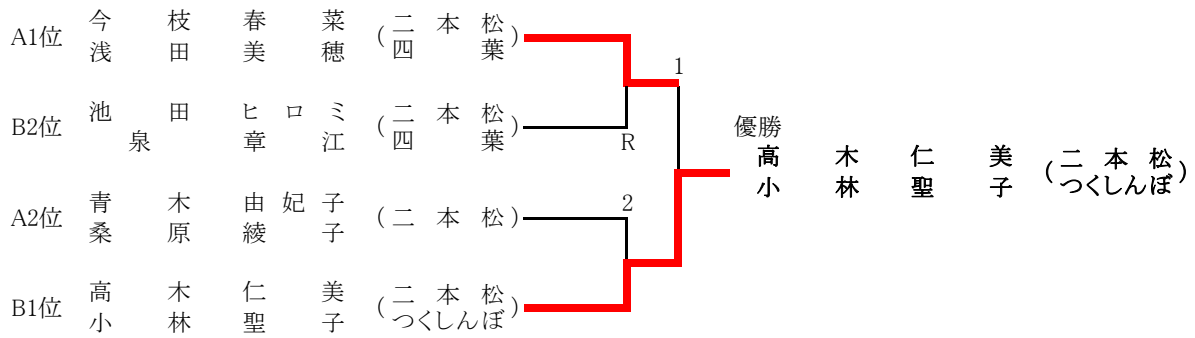 A1位 今枝春菜 (二本松)
浅田美穂 四葉
1
B2位 池田ヒロミ (二本松)
泉章江 四葉
R
優勝
高木仁美 (二本松)
小林聖子 つくしんぼ
A2位 青木由妃子 (二本松)
桑原綾子
2
B1位 高木仁美 (二本松)
小林聖子 つくしんぼ